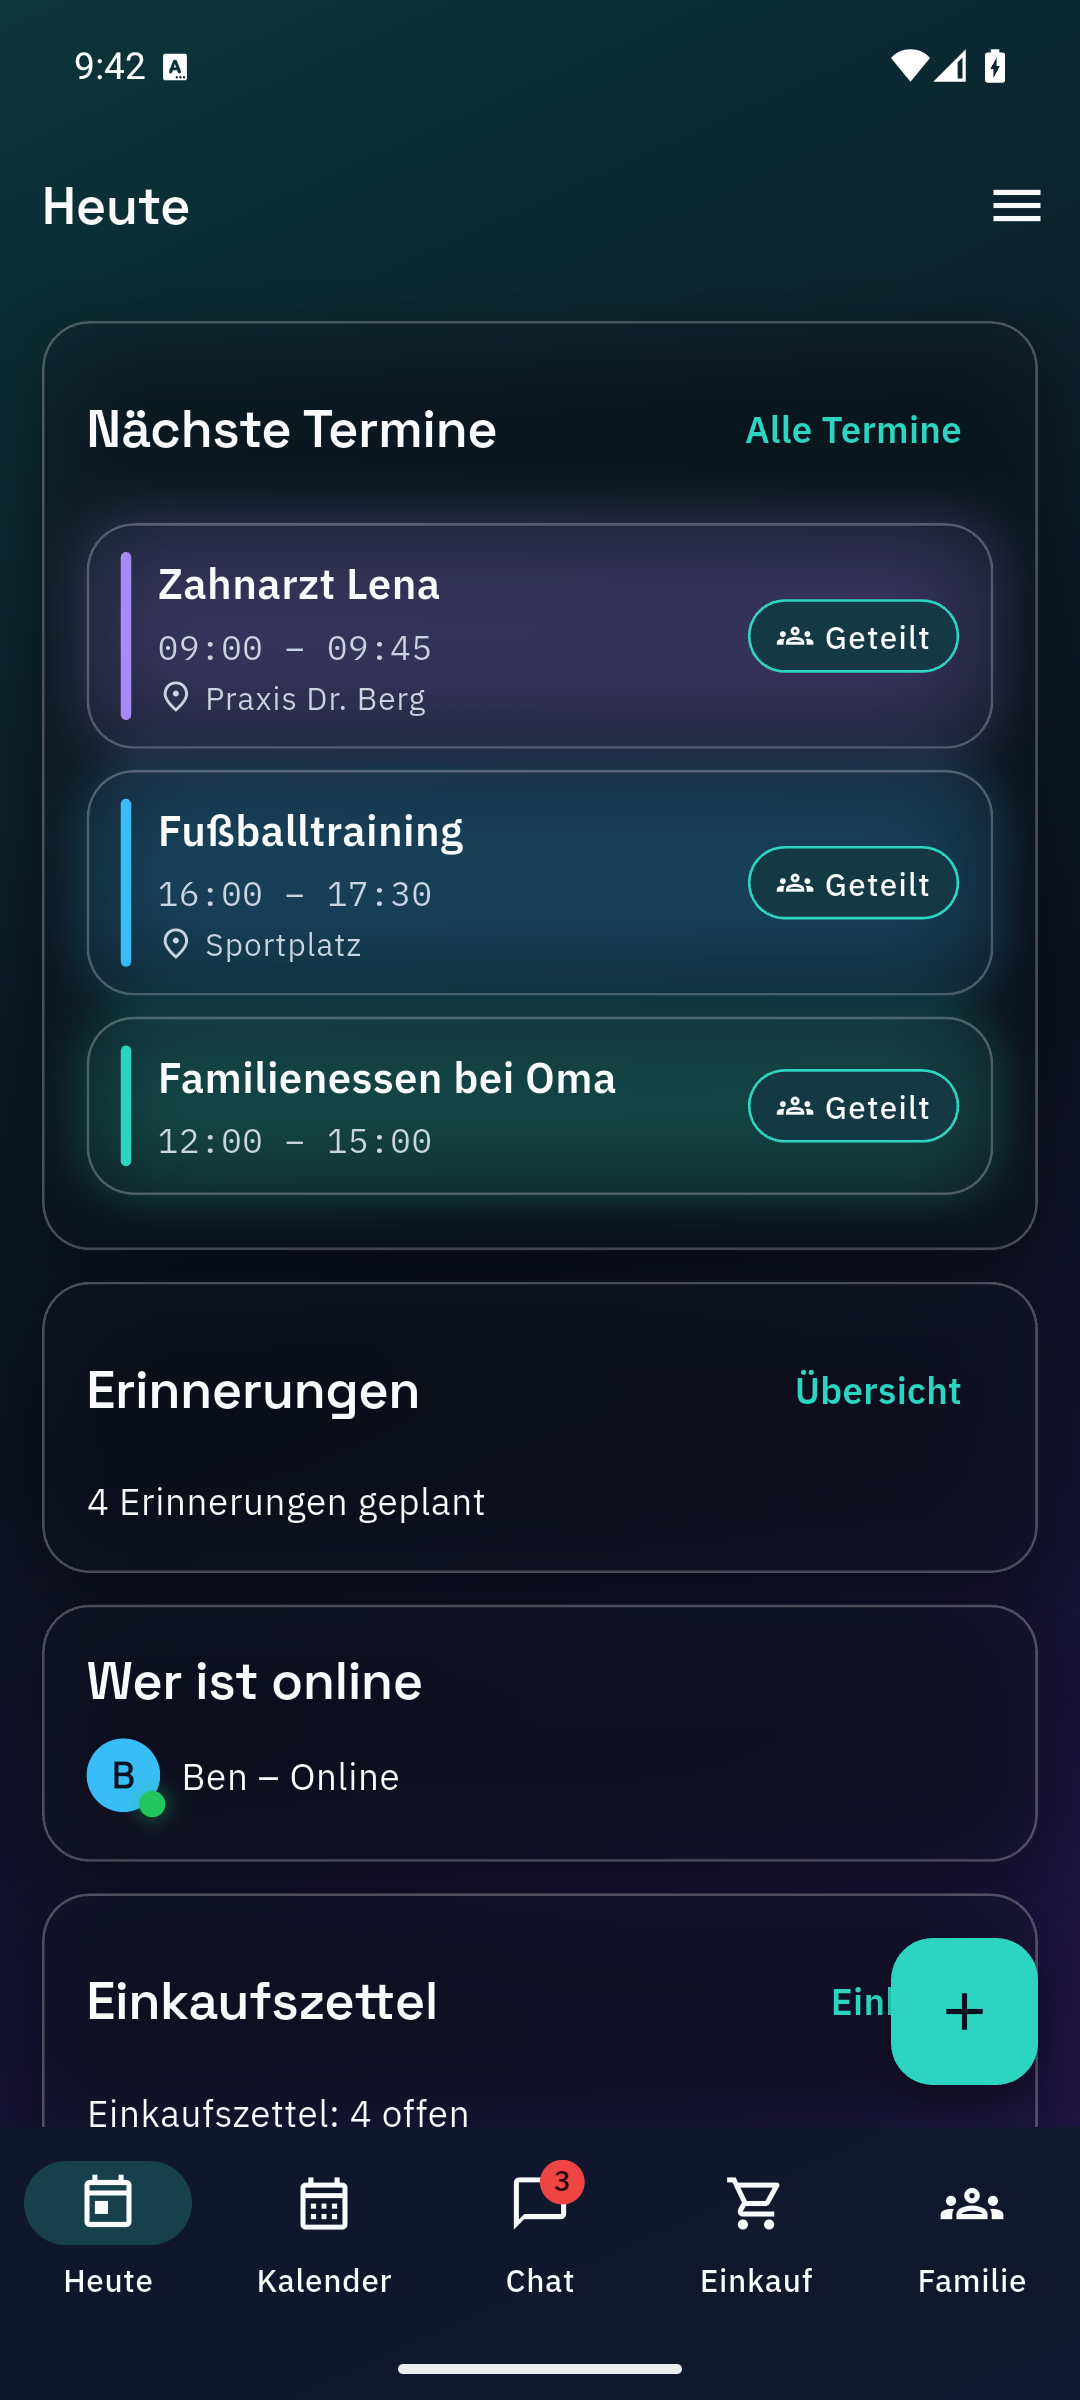 9:42
Heute
Nächste Termine
Alle Termine
Zahnarzt Lena
09:00 – 09:45
Praxis Dr. Berg
Geteilt
Fußballtraining
16:00 – 17:30
Sportplatz
Geteilt
Familienessen bei Oma
12:00 – 15:00
Geteilt
Erinnerungen
Übersicht
4 Erinnerungen geplant
Wer ist online
B
Ben – Online
Einkaufszettel
Einkaufszettel: 4 offen
3
Heute
Kalender
Chat
Einkauf
Familie